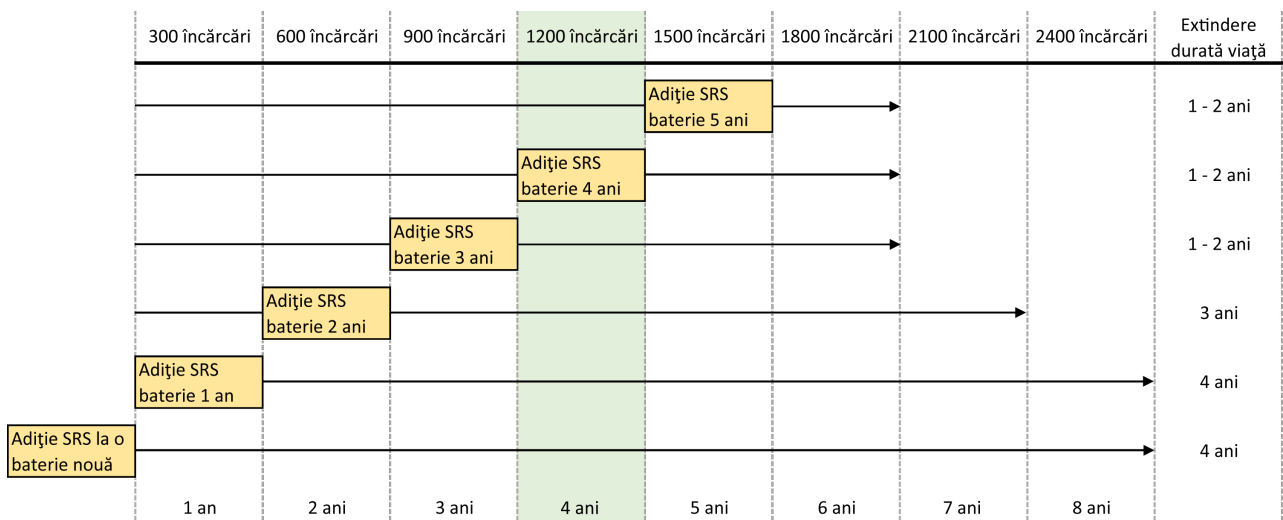 300 încărcări 600 încărcări 900 încărcări 1200 încărcări 1500 încărcări 1800 încărcări 2100 încărcări 2400 încărcări Extindere
durată viaţă
Adiţie SRS
baterie 5 ani
1 - 2 ani
Adiţie SRS
baterie 4 ani
1 - 2 ani
Adiţie SRS
baterie 3 ani
1 - 2 ani
Adiţie SRS
baterie 2 ani
3 ani
Adiţie SRS
baterie 1 an
4 ani
Adiţie SRS la o
baterie nouă
4 ani
1 an 2 ani 3 ani 4 ani 5 ani 6 ani 7 ani 8 ani